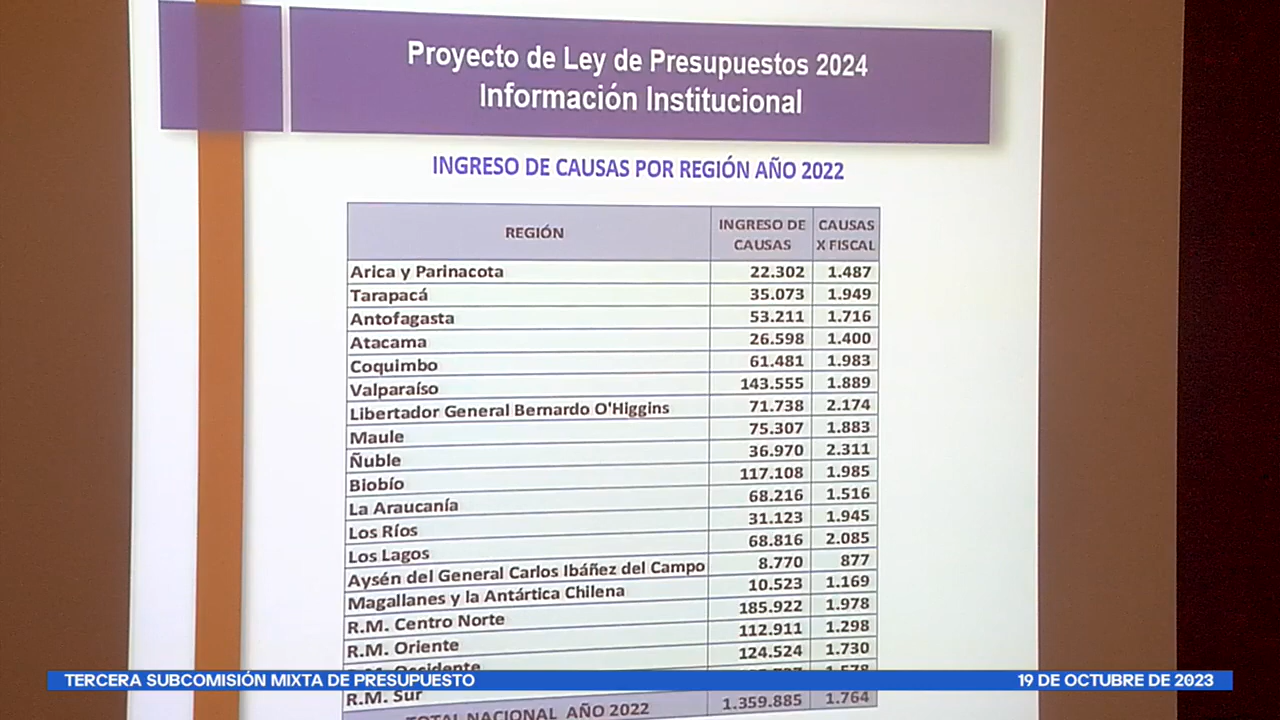 Proyecto de Ley de Presupuestos 2024
Información Institucional
INGRESO DE CAUSAS POR REGIÓN AÑO 2022
REGIÓN INGRESO DE CAUSAS CAUSAS X FISCAL
Arica y Parinacota 22.302 1.487
Tarapacá 35.073 1.949
Antofagasta 53.211 1.716
Atacama 26.598 1.400
Coquimbo 61.481 1.983
Valparaíso 143.555 1.889
Libertador General Bernardo O'Higgins 71.738 2.174
Maule 75.307 1.883
Ñuble 36.970 2.311
Biobío 117.108 1.985
La Araucanía 68.216 1.516
Los Ríos 31.123 1.945
Los Lagos 68.816 2.085
Aysén del General Carlos Ibáñez del Campo 8.770 877
Magallanes y la Antártica Chilena 10.523 1.169
R.M. Centro Norte 185.922 1.978
R.M. Oriente 112.911 1.298
R.M. Occidente 124.524 1.730
R.M. Sur 1.578
TOTAL NACIONAL AÑO 2022 1.359.885 1.764
TERCERA SUBCOMISIÓN MIXTA DE PRESUPUESTO 19 DE OCTUBRE DE 2023